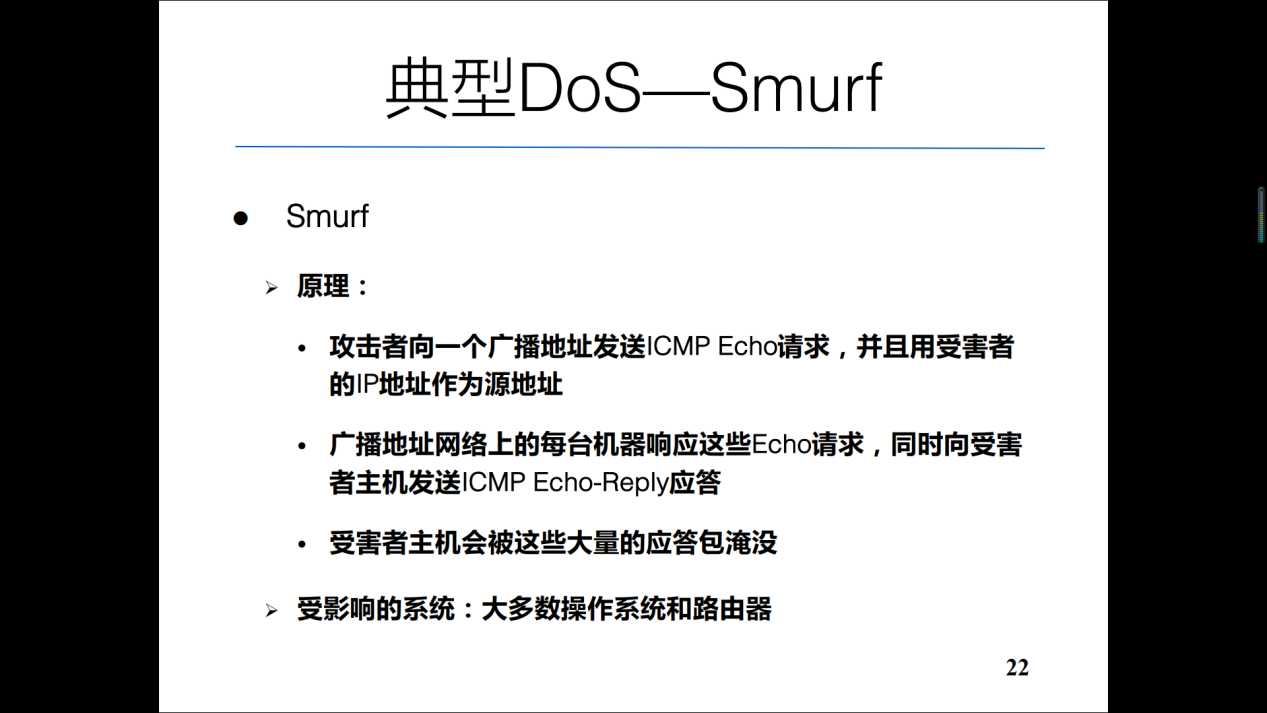 典型DoS—Smurf
● Smurf
➢ 原理：
• 攻击者向一个广播地址发送ICMP Echo请求，并且用受害者
的IP地址作为源地址
• 广播地址网络上的每台机器响应这些Echo请求，同时向受害
者主机发送ICMP Echo-Reply应答
• 受害者主机会被这些大量的应答包淹没
➢ 受影响的系统：大多数操作系统和路由器
22